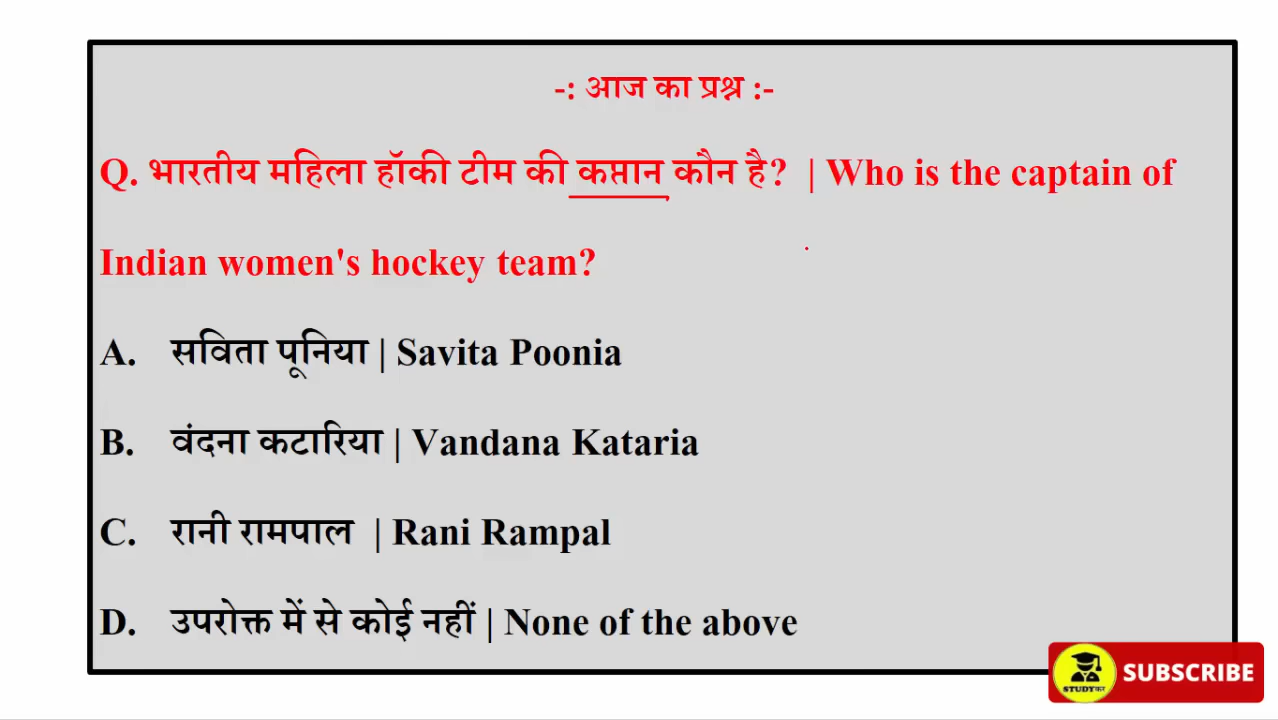 -: आज का प्रश्न :-
Q. भारतीय महिला हॉकी टीम की कप्तान कौन है? | Who is the captain of
Indian women's hockey team?
A. सविता पूनिया | Savita Poonia
B. वंदना कटारिया | Vandana Kataria
C. रानी रामपाल | Rani Rampal
D. उपरोक्त में से कोई नहीं | None of the above
SUBSCRIBE
STUDYकर